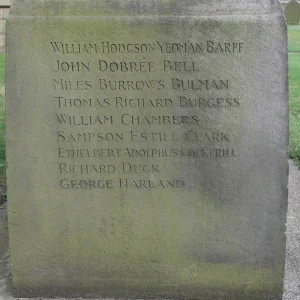 WILLIAM HODGSON YEOMAN BARFF
JOHN DOBRÉE BELL
MILES BURROWS BULMAN
THOMAS RICHARD BURGESS
WILLIAM CHAMBERS
SAMPSON ESTILL CLARK
ETHELBERT ADOLPHUS COCKERILL
RICHARD DUCK
GEORGE HARLAND